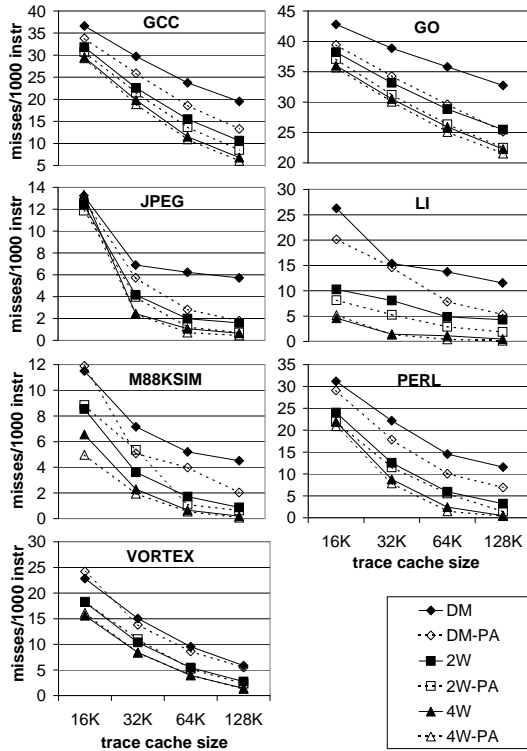 GCC
40
35
30
25
20
15
10
5
misses/1000 instr
GO
45
40
35
30
25
20
JPEG
14
12
10
8
6
4
2
0
misses/1000 instr
LI
30
25
20
15
10
5
0
M88KSIM
12
10
8
6
4
2
0
misses/1000 instr
PERL
35
30
25
20
15
10
5
0
16K 32K 64K 128K
trace cache size
VORTEX
30
25
20
15
10
5
0
misses/1000 instr
16K 32K 64K 128K
trace cache size
DM
DM-PA
2W
2W-PA
4W
4W-PA